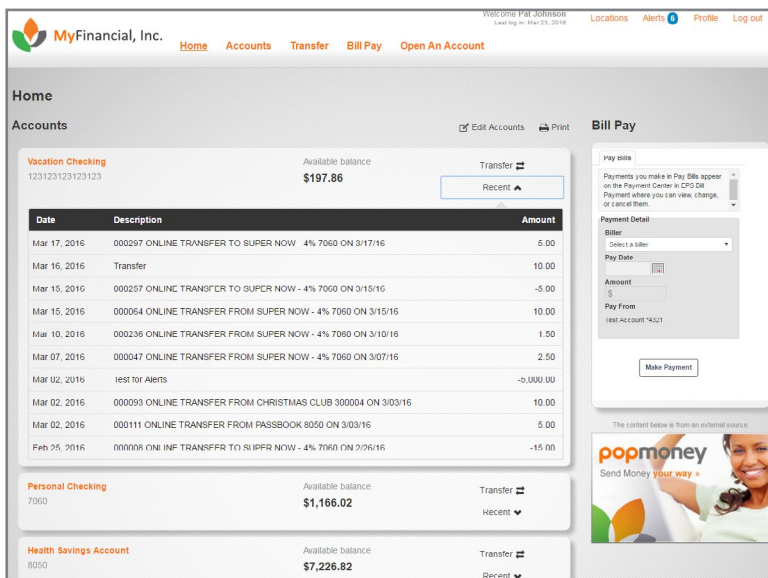 Welcome Pat Johnson
Last log in: Mar 23, 2016
Locations Alerts 6 Profile Log out
MyFinancial, Inc.
Home Accounts Transfer Bill Pay Open An Account
Home
Accounts
Edit Accounts Print
Vacation Checking
123123123123123
Available balance
$197.86
Transfer
Recent
Date Description Amount
Mar 17, 2016 000297 ONLINE TRANSFER TO SUPER NOW - 4% 7060 ON 3/17/16 5.00
Mar 16, 2016 Transfer 10.00
Mar 15, 2016 000257 ONLINE TRANSFER TO SUPER NOW - 4% 7060 ON 3/15/16 -5.00
Mar 15, 2016 000064 ONLINE TRANSFER FROM SUPER NOW - 4% 7060 ON 3/15/16 10.00
Mar 10, 2016 000236 ONLINE TRANSFER FROM SUPER NOW - 4% 7060 ON 3/10/16 1.50
Mar 07, 2016 000047 ONLINE TRANSFER FROM SUPER NOW - 4% 7060 ON 3/07/16 2.50
Mar 02, 2016 Test for Alerts -5,000.00
Mar 02, 2016 000093 ONLINE TRANSFER FROM CHRISTMAS CLUB 300004 ON 3/03/16 10.00
Mar 02, 2016 000111 ONLINE TRANSFER FROM PASSBOOK 8050 ON 3/03/16 5.00
Feb 25, 2016 000008 ONLINE TRANSFER TO SUPER NOW - 4% 7060 ON 2/26/16 -15.00
Personal Checking
7060
Available balance
$1,166.02
Transfer
Recent
Health Savings Account
8050
Available balance
$7,226.82
Transfer
Recent
Bill Pay
Pay Bills
Payments you make in Pay Bills appear
on the Payment Center in EPS Bill
Payment where you can view, change,
or cancel them.
Payment Detail
Biller
Select a biller
Pay Date
Amount
$
Pay From
Test Account *4321
Make Payment
The content below is from an external source.
popmoney
Send Money your way »